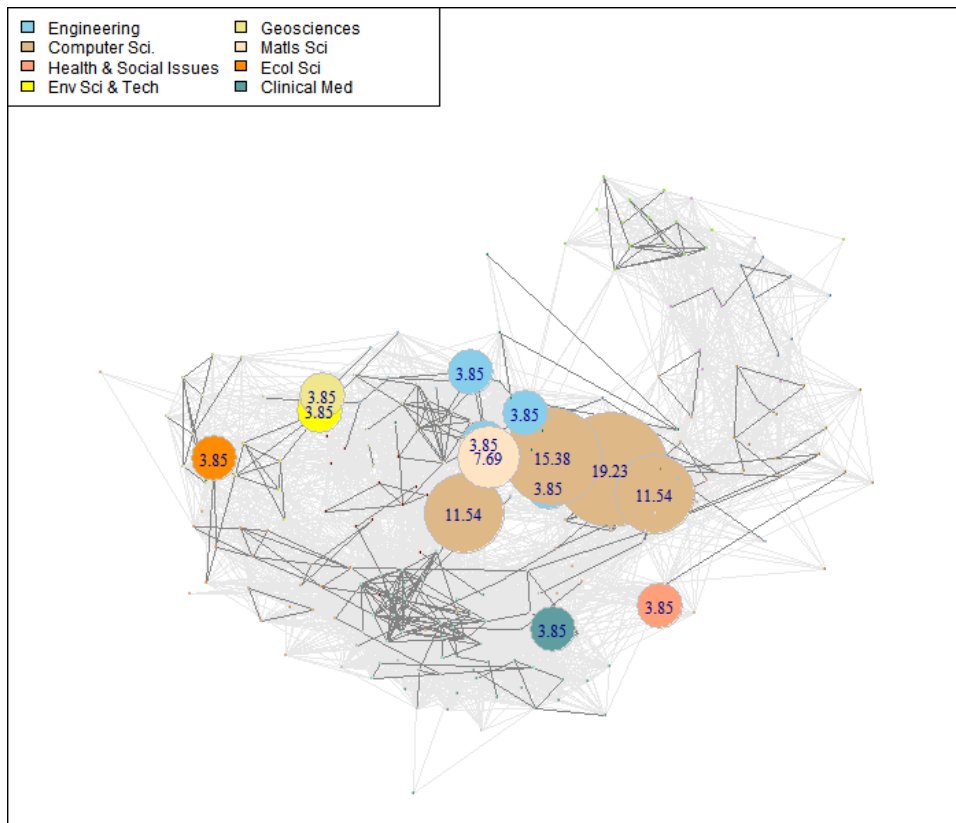 Engineering
Computer Sci.
Health & Social Issues
Env Sci & Tech
Geosciences
Matls Sci
Ecol Sci
Clinical Med
3.85
3.85
3.85
3.85
3.85
3.85
7.69
15.38
19.23
3.85
3.85
11.54
11.54
3.85
3.85